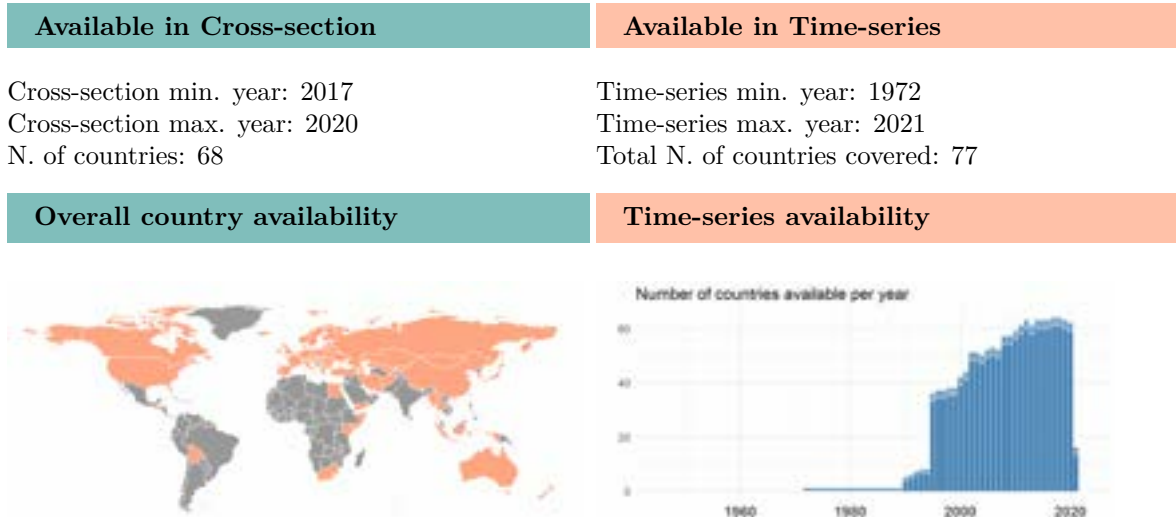 Available in Cross-section
Available in Time-series
Cross-section min. year: 2017
Cross-section max. year: 2020
N. of countries: 68
Time-series min. year: 1972
Time-series max. year: 2021
Total N. of countries covered: 77
Overall country availability
Time-series availability
Number of countries available per year
60
40
20
0
1960
1980
2000
2020